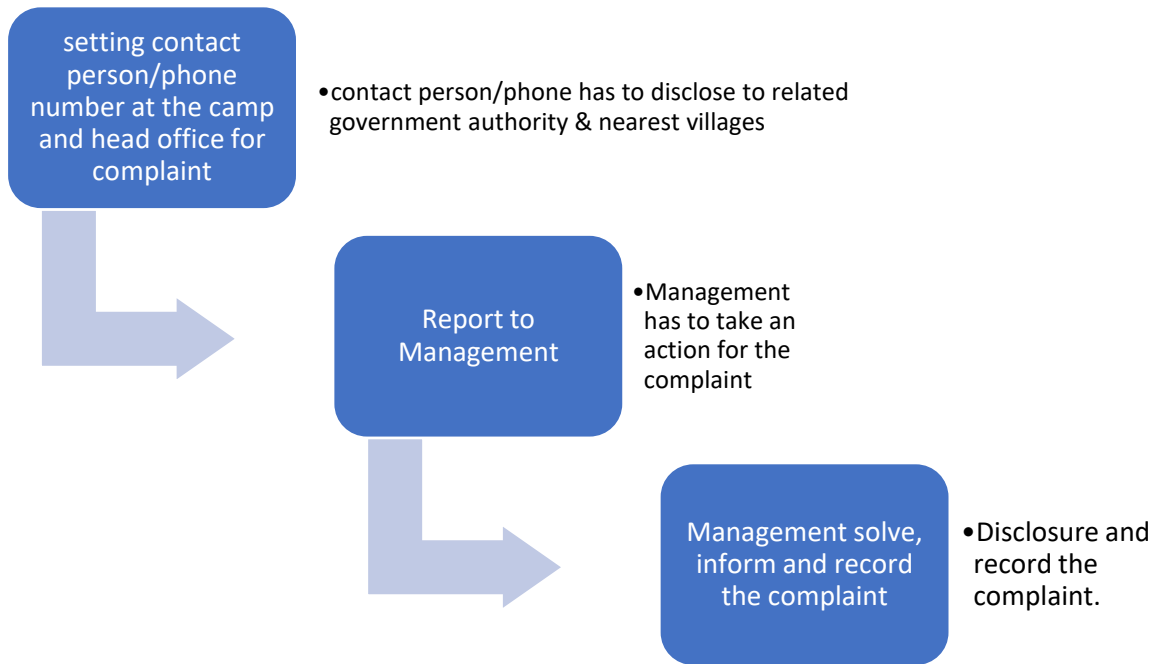 setting contact
person/phone
number at the camp
and head office for
complaint
•contact person/phone has to disclose to related
government authority & nearest villages
Report to
Management
•Management
has to take an
action for the
complaint
Management solve,
inform and record
the complaint
•Disclosure and
record the
complaint.